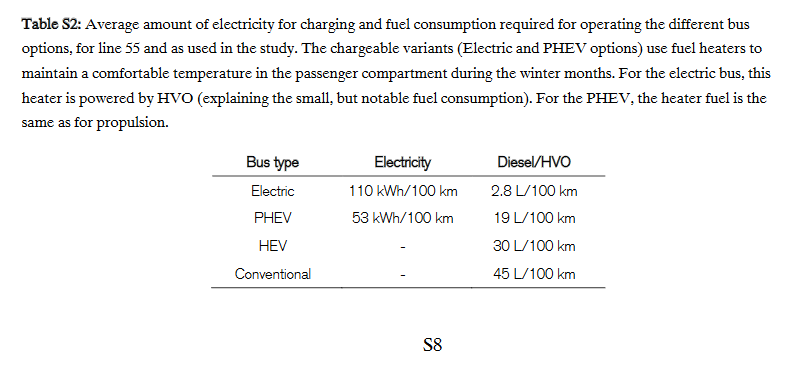 Table S2: Average amount of electricity for charging and fuel consumption required for operating the different bus
options, for line 55 and as used in the study. The chargeable variants (Electric and PHEV options) use fuel heaters to
maintain a comfortable temperature in the passenger compartment during the winter months. For the electric bus, this
heater is powered by HVO (explaining the small, but notable fuel consumption). For the PHEV, the heater fuel is the
same as for propulsion.
Bus type Electricity Diesel/HVO
Electric 110 kWh/100 km 2.8 L/100 km
PHEV 53 kWh/100 km 19 L/100 km
HEV - 30 L/100 km
Conventional - 45 L/100 km
S8